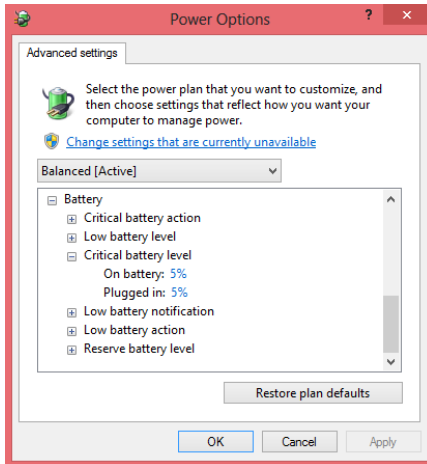 Power Options
?
×
Advanced settings
Select the power plan that you want to customize, and
then choose settings that reflect how you want your
computer to manage power.
Change settings that are currently unavailable
Balanced [Active]
Battery
Critical battery action
Low battery level
Critical battery level
On battery: 5%
Plugged in: 5%
Low battery notification
Low battery action
Reserve battery level
Restore plan defaults
OK
Cancel
Apply